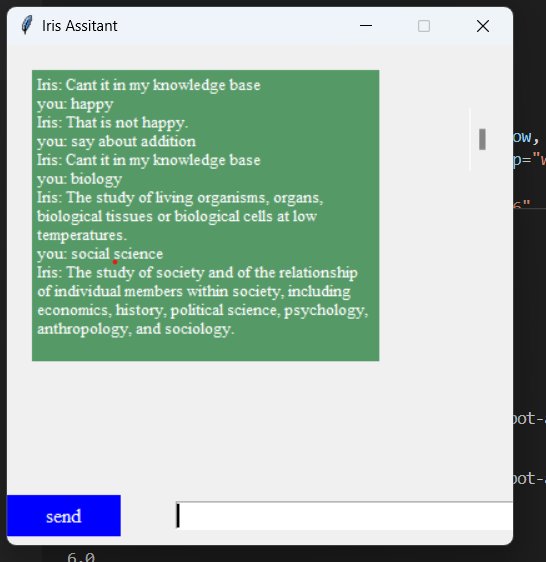 Iris Assitant
Iris: Cant it in my knowledge base
you: happy
Iris: That is not happy.
you: say about addition
Iris: Cant it in my knowledge base
you: biology
Iris: The study of living organisms, organs,
biological tissues or biological cells at low
temperatures.
you: social science
Iris: The study of society and of the relationship
of individual members within society, including
economics, history, political science, psychology,
anthropology, and sociology.
send
ow,
p="w
6"
oot-
oot-
6.0